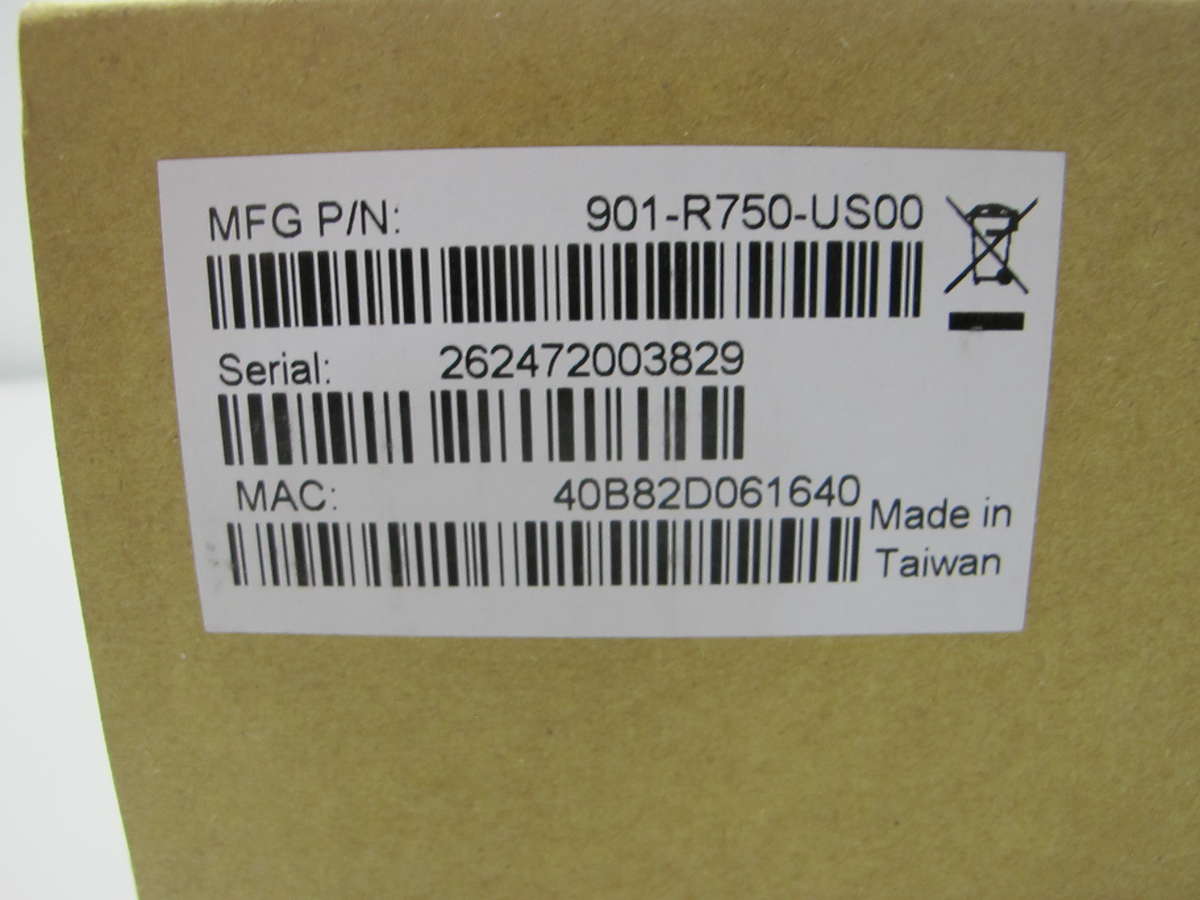 MFG P/N: 901-R750-US00
Serial: 262472003829
MAC: 40B82D061640
Made in
Taiwan